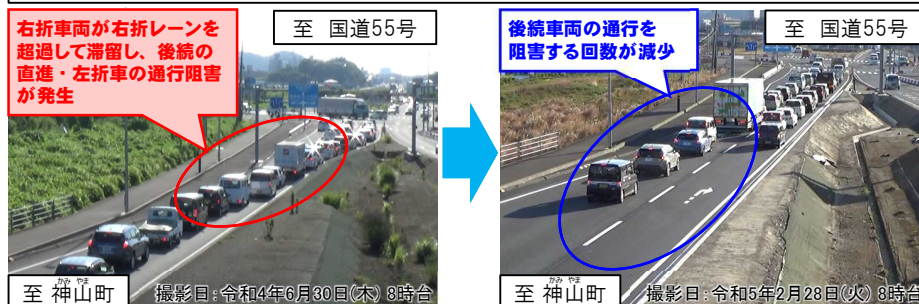 右折車両が右折レーンを
超過して滞留し、後続の
直進・左折車の通行阻害
が発生
至 国道55号
かみ やま
至 神山町
撮影日:令和4年6月30日(木) 8時台
後続車両の通行を
阻害する回数が減少
至 国道55号
かみ やま
至 神山町
撮影日:令和5年2月28日(火) 8時台